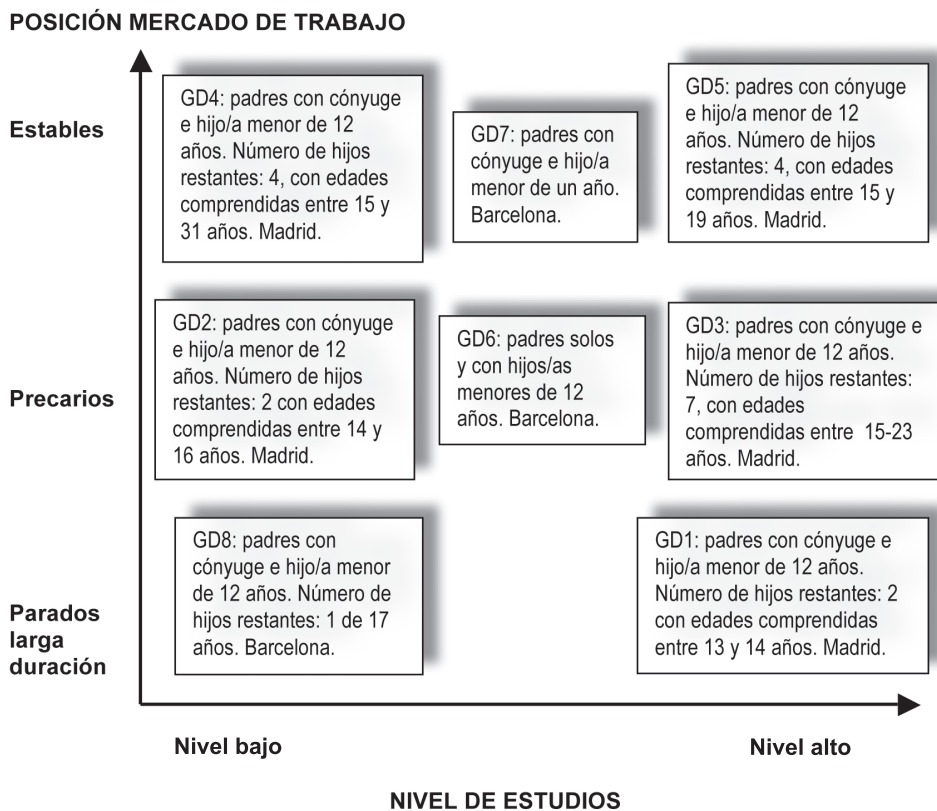 POSICIÓN MERCADO DE TRABAJO
Estables
GD4: padres con cónyuge
e hijo/a menor de 12
años. Número de hijos
restantes: 4, con edades
comprendidas entre 15 y
31 años. Madrid.
GD7: padres con
cónyuge e hijo/a
menor de un año.
Barcelona.
GD5: padres con cónyuge
e hijo/a menor de 12
años. Número de hijos
restantes: 4, con edades
comprendidas entre 15 y
19 años. Madrid.
Precarios
GD2: padres con cónyuge
e hijo/a menor de 12
años. Número de hijos
restantes: 2 con edades
comprendidas entre 14 y
16 años. Madrid.
GD6: padres solos
y con hijos/as
menores de 12
años. Barcelona.
GD3: padres con cónyuge e
hijo/a menor de 12 años.
Número de hijos restantes:
7, con edades
comprendidas entre 15-23
años. Madrid.
Parados
larga
duración
GD8: padres con
cónyuge e hijo/a menor
de 12 años. Número de
hijos restantes: 1 de 17
años. Barcelona.
GD1: padres con cónyuge e
hijo/a menor de 12 años.
Número de hijos restantes: 2
con edades comprendidas
entre 13 y 14 años. Madrid.
Nivel bajo
Nivel alto
NIVEL DE ESTUDIOS